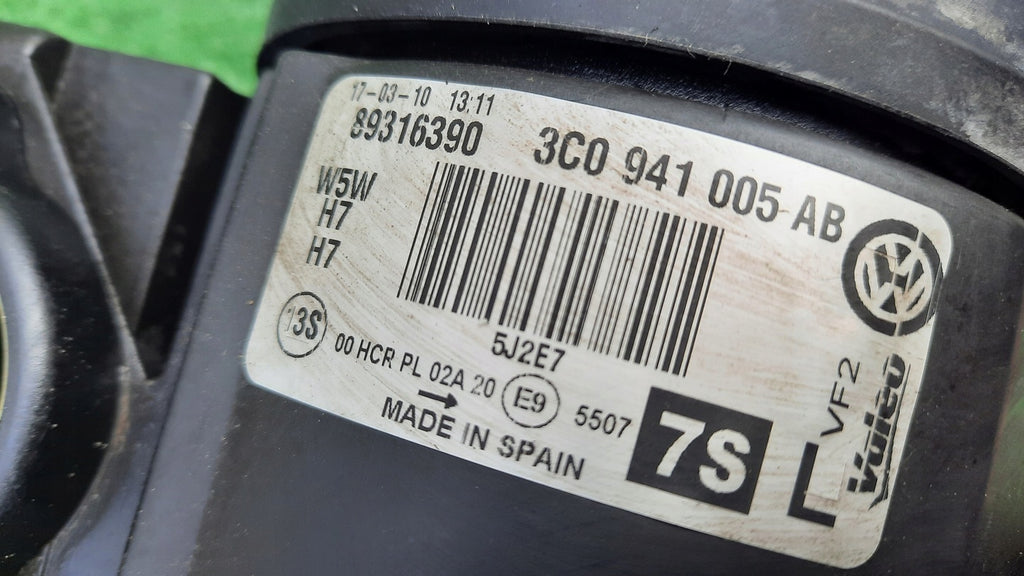 17-03-10 13:11
89316390 3C0 941 005 AB
W5W
H7
H7
5J2E7
13S 00 HCR PL 02A 20 E9 5507
MADE IN SPAIN
7S
L
VF2
Valeo
VW